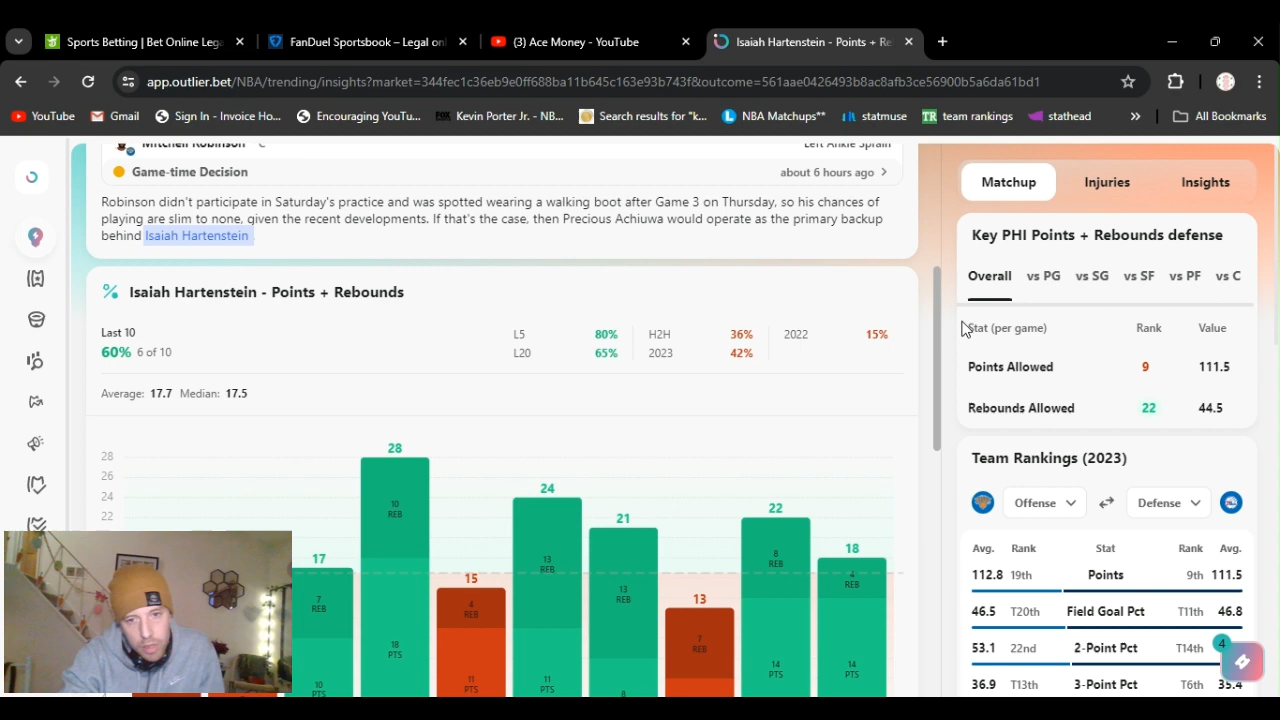 Sports Betting | Bet Online Lega
FanDuel Sportsbook – Legal onl
(3) Ace Money - YouTube
Isaiah Hartenstein - Points + Re
app.outlier.bet/NBA/trending/insights?market=344fec1c36eb9e0ff688ba11b645c163e93b743f&outcome=561aae0426493b8ac8afb3ce56900b5a6da61bd1
YouTube
Gmail
Sign In - Invoice Ho...
Encouraging YouTu...
Kevin Porter Jr. - NB...
Search results for "k...
NBA Matchups**
statmuse
team rankings
stathead
All Bookmarks
Mitchell Robinson C
Left Ankle Sprain
Game-time Decision
about 6 hours ago
Robinson didn't participate in Saturday's practice and was spotted wearing a walking boot after Game 3 on Thursday, so his chances of
playing are slim to none, given the recent developments. If that's the case, then Precious Achiuwa would operate as the primary backup
behind Isaiah Hartenstein .
Isaiah Hartenstein - Points + Rebounds
Last 10
60% 6 of 10
L5 80%
L20 65%
H2H 36%
2023 42%
2022 15%
Average: 17.7 Median: 17.5
28
26
24
22
17
7
REB
10
PTS
28
10
REB
18
PTS
15
4
REB
11
PTS
24
13
REB
11
PTS
21
13
REB
8
13
7
REB
22
8
REB
14
PTS
18
4
REB
14
PTS
Matchup
Injuries
Insights
Key PHI Points + Rebounds defense
Overall vs PG vs SG vs SF vs PF vs C
Stat (per game) Rank Value
Points Allowed 9 111.5
Rebounds Allowed 22 44.5
Team Rankings (2023)
Offense
Defense
Avg. Rank Stat Rank Avg.
112.8 19th Points 9th 111.5
46.5 T20th Field Goal Pct T11th 46.8
53.1 22nd 2-Point Pct T14th
36.9 T13th 3-Point Pct T6th 35.4
4